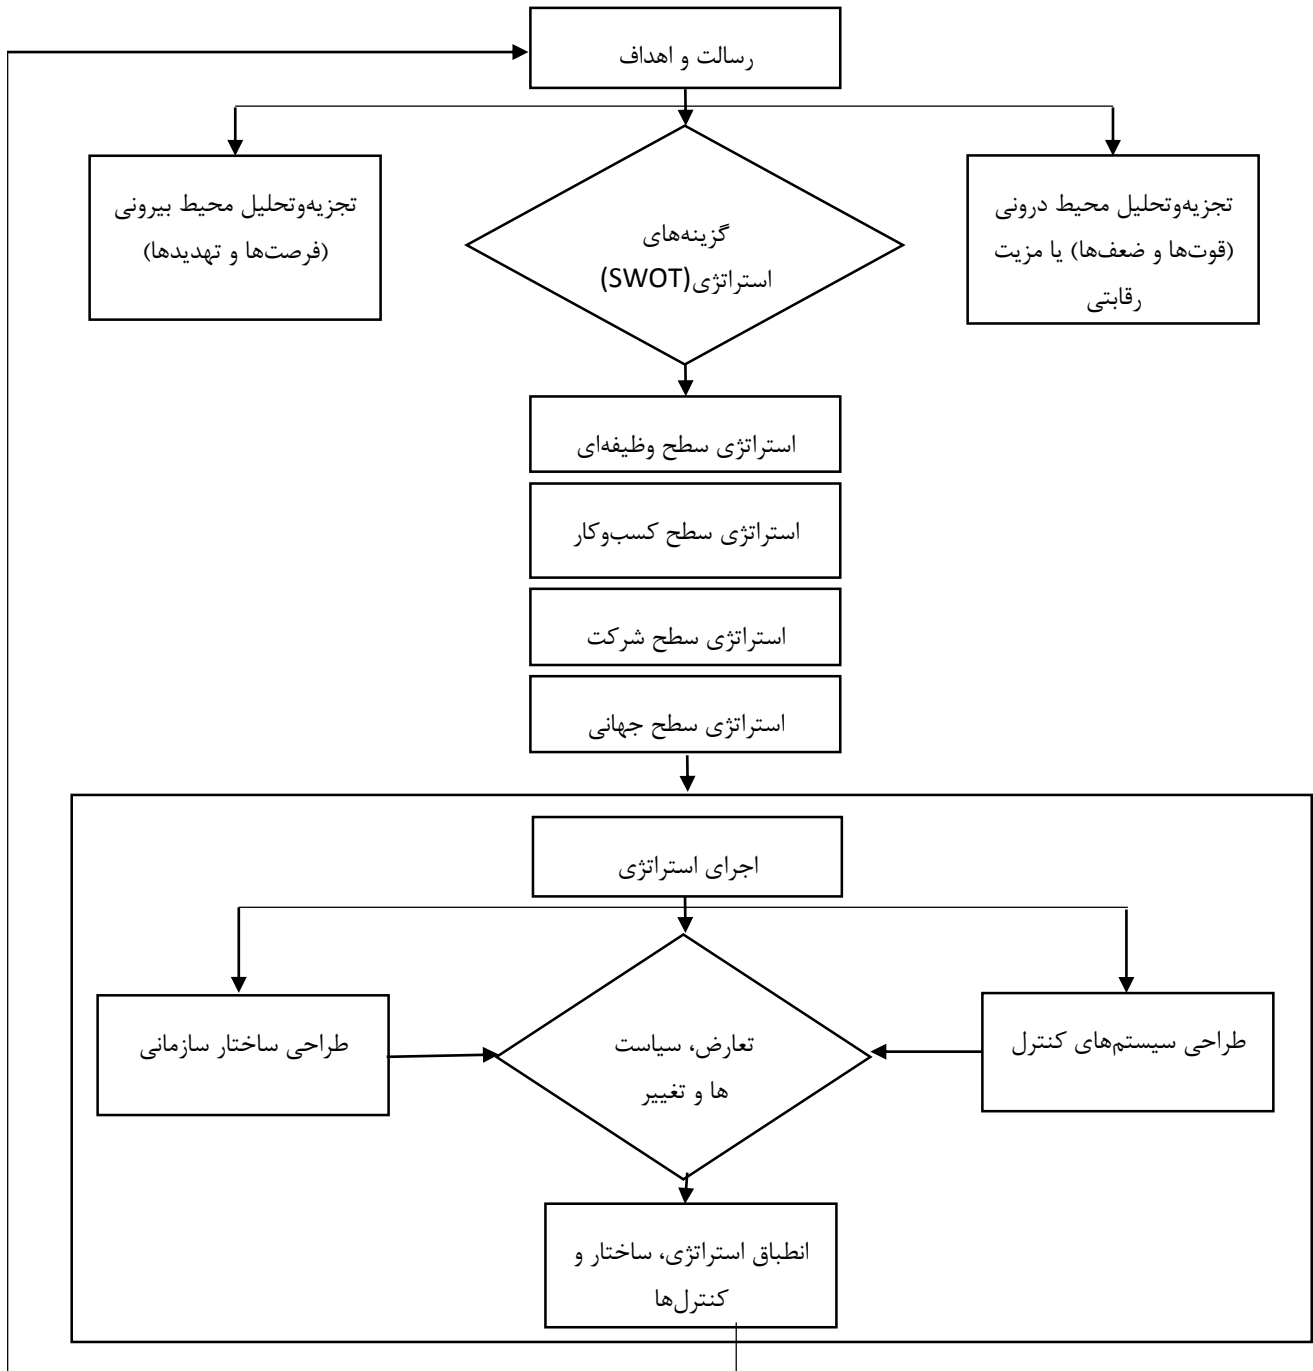 رسالت و اهداف
تجزیه‌وتحلیل محیط درونی
(قوت‌ها و ضعف‌ها) یا مزیت
رقابتی
گزینه‌های
استراتژی(SWOT)
تجزیه‌وتحلیل محیط بیرونی
(فرصت‌ها و تهدیدها)
استراتژی سطح وظیفه‌ای
استراتژی سطح کسب‌وکار
استراتژی سطح شرکت
استراتژی سطح جهانی
اجرای استراتژی
طراحی سیستم‌های کنترل
تعارض، سیاست
ها و تغییر
طراحی ساختار سازمانی
انطباق استراتژی، ساختار و
کنترل‌ها